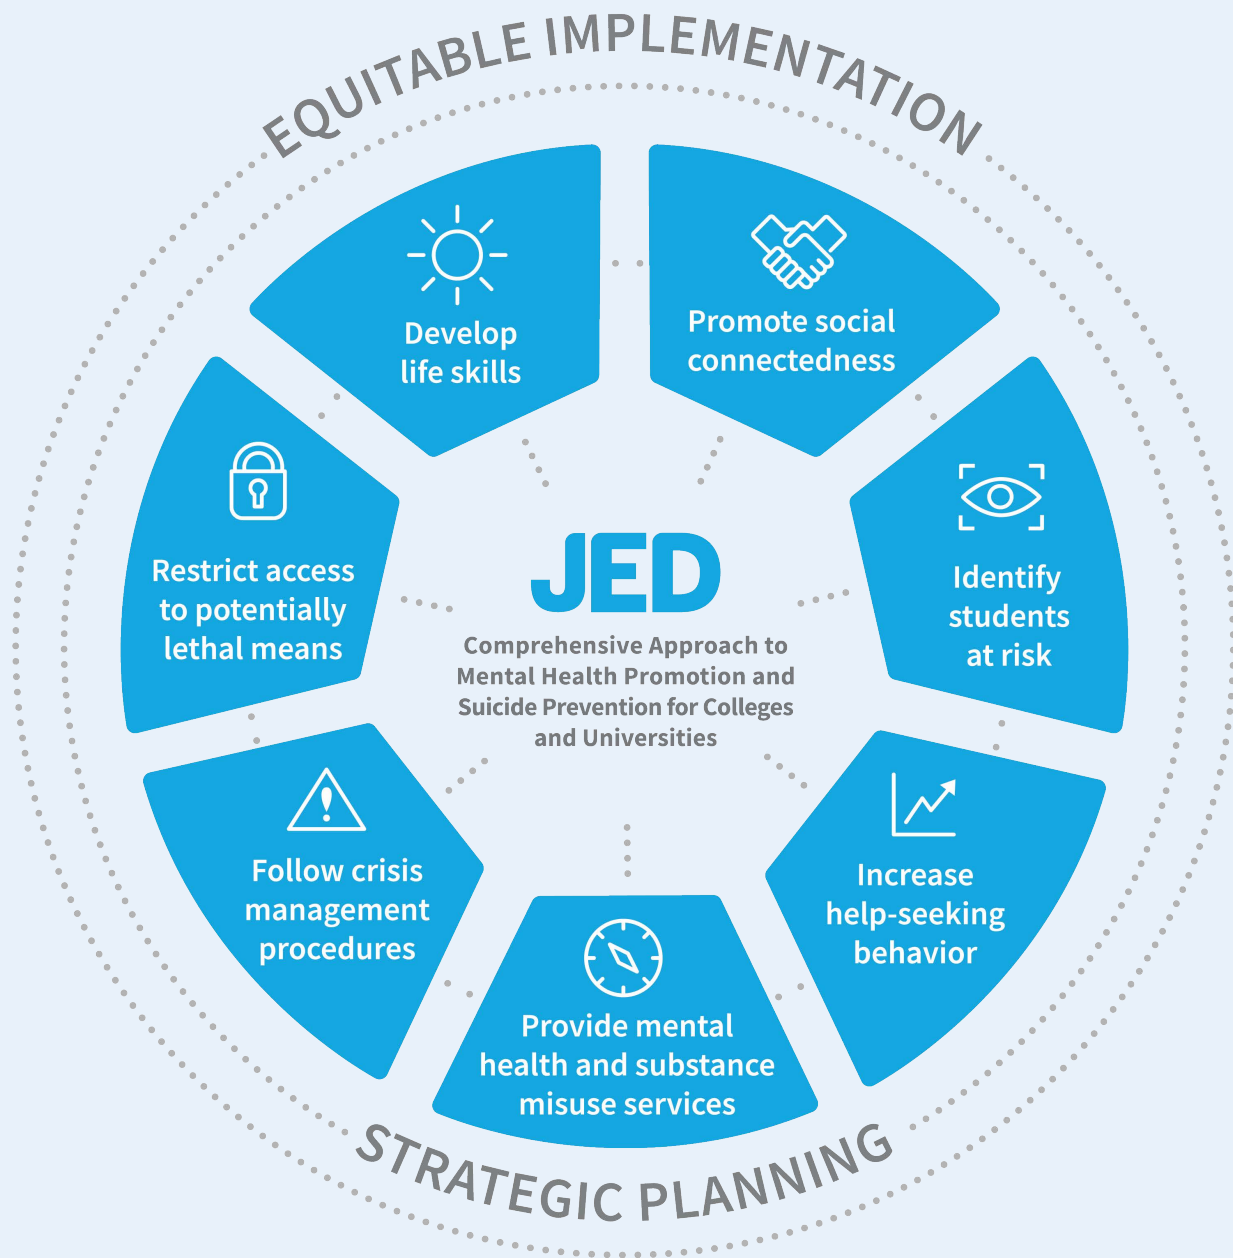 EQUITABLE IMPLEMENTATION
Develop
life skills
Promote social
connectedness
Identify
students
at risk
Increase
help-seeking
behavior
Provide mental
health and substance
misuse services
Follow crisis
management
procedures
Restrict access
to potentially
lethal means
JED
Comprehensive Approach to
Mental Health Promotion and
Suicide Prevention for Colleges
and Universities
STRATEGIC PLANNING